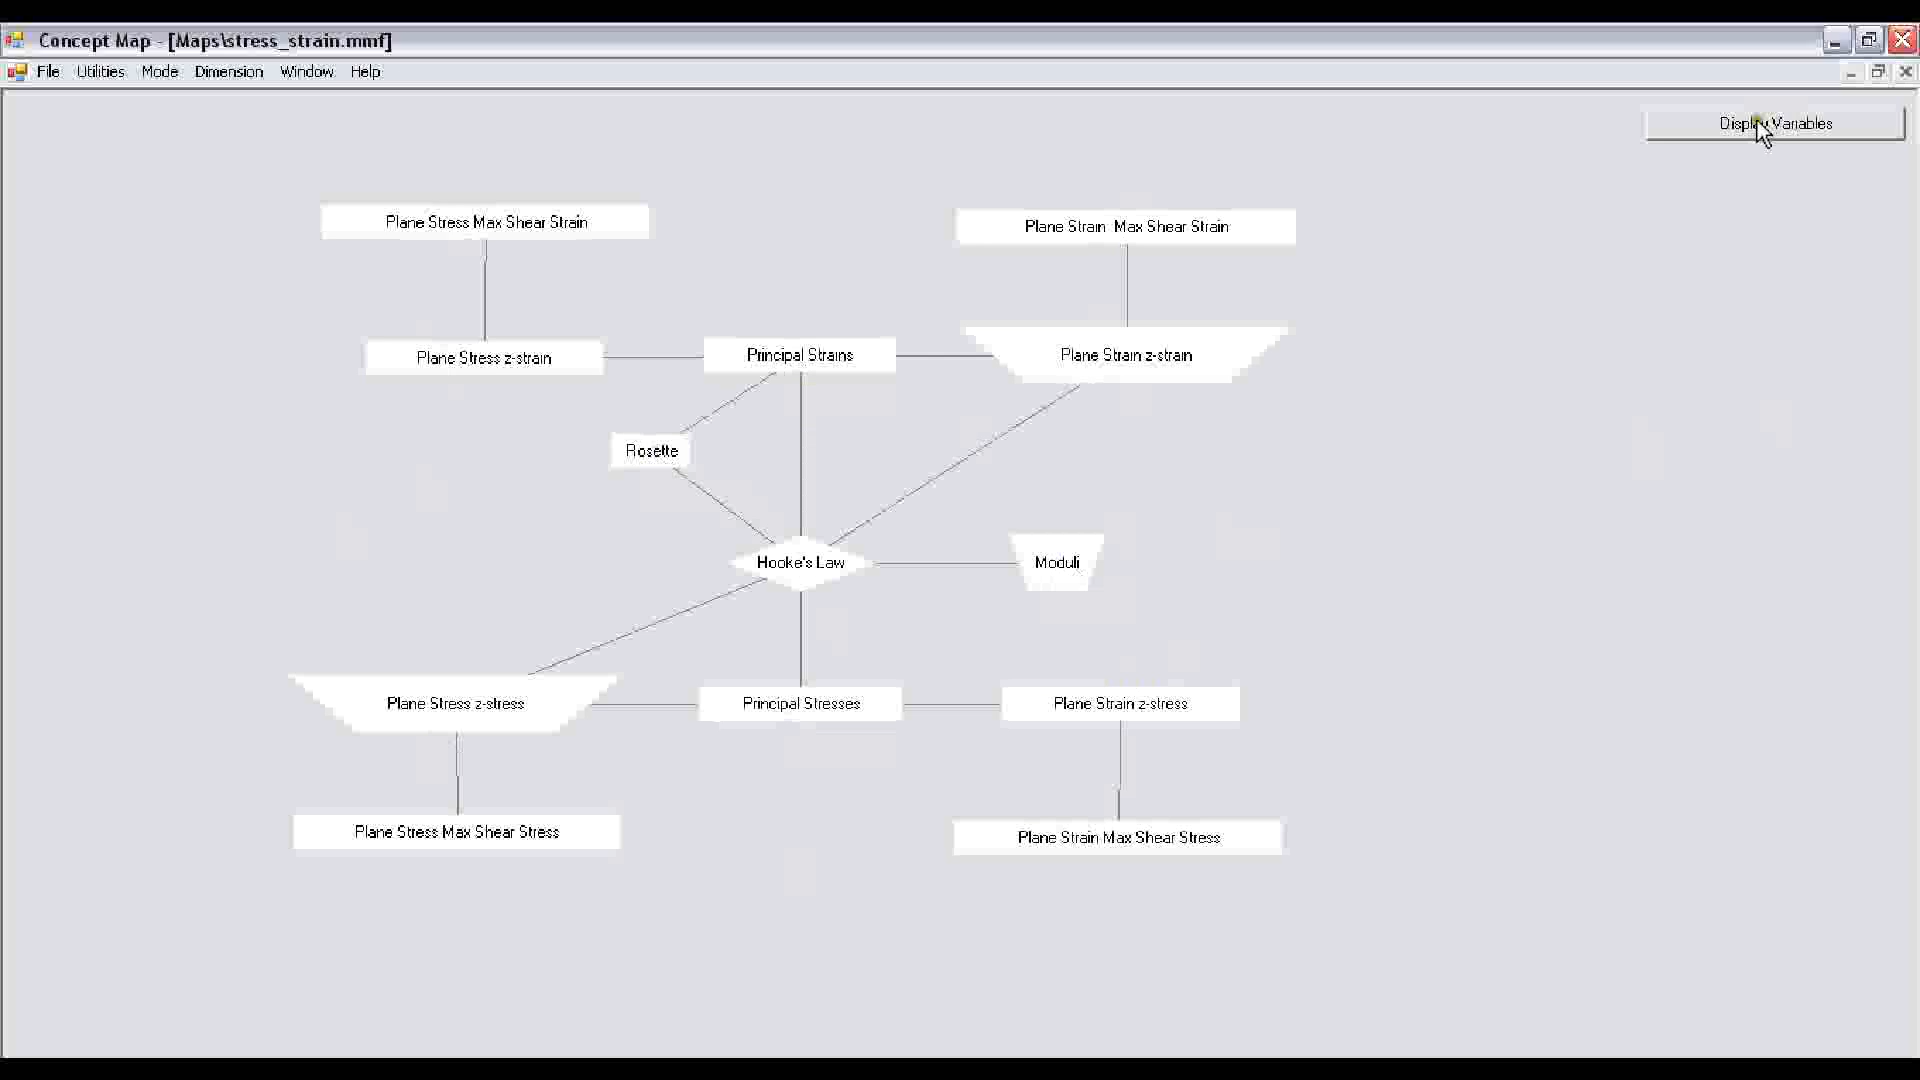 Concept Map - [Maps\stress_strain.mmf]
File Utilities Mode Dimension Window Help
Display Variables
Plane Stress Max Shear Strain
Plane Strain Max Shear Strain
Plane Stress z-strain
Principal Strains
Plane Strain z-strain
Rosette
Hooke's Law
Moduli
Plane Stress z-stress
Principal Stresses
Plane Strain z-stress
Plane Stress Max Shear Stress
Plane Strain Max Shear Stress